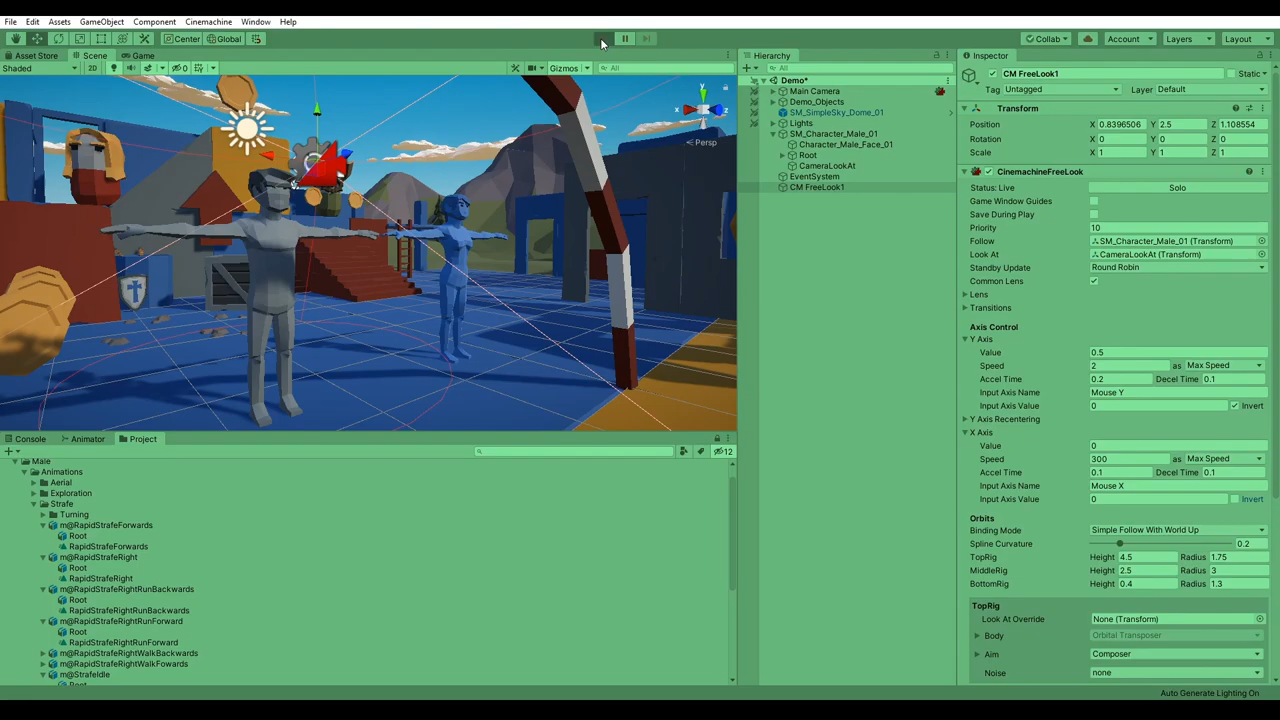 File Edit Assets GameObject Component Cinemachine Window Help
Center Global Collab Account Layers Layout
Asset Store Scene Game
Shaded 2D 0 Gizmos All
Persp
Console Animator Project
12
Male
Animations
Aerial
Exploration
Strafe
Turning
m@RapidStrafeForwards
Root
RapidStrafeForwards
m@RapidStrafeRight
Root
RapidStrafeRight
m@RapidStrafeRightRunBackwards
Root
RapidStrafeRightRunBackwards
m@RapidStrafeRightRunForward
Root
RapidStrafeRightRunForward
m@RapidStrafeRightWalkBackwards
m@RapidStrafeRightWalkFowards
m@StrafeIdle
Root
Hierarchy
All
Demo*
Main Camera
Demo_Objects
SM_SimpleSky_Dome_01
Lights
SM_Character_Male_01
Character_Male_Face_01
Root
CameraLookAt
EventSystem
CM FreeLook1
Inspector
CM FreeLook1 Static
Tag Untagged Layer Default
Transform
Position X 0.8396506 Y 2.5 Z 1.108554
Rotation X 0 Y 0 Z 0
Scale X 1 Y 1 Z 1
CinemachineFreeLook
Status: Live Solo
Game Window Guides
Save During Play
Priority 10
Follow SM_Character_Male_01 (Transform)
Look At CameraLookAt (Transform)
Standby Update Round Robin
Common Lens
Lens
Transitions
Axis Control
Y Axis
Value 0.5
Speed 2 as Max Speed
Accel Time 0.2 Decel Time 0.1
Input Axis Name Mouse Y
Input Axis Value 0 Invert
Y Axis Recentering
X Axis
Value 0
Speed 300 as Max Speed
Accel Time 0.1 Decel Time 0.1
Input Axis Name Mouse X
Input Axis Value 0 Invert
Orbits
Binding Mode Simple Follow With World Up
Spline Curvature 0.2
TopRig Height 4.5 Radius 1.75
MiddleRig Height 2.5 Radius 3
BottomRig Height 0.4 Radius 1.3
TopRig
Look At Override None (Transform)
Body Orbital Transposer
Aim Composer
Noise none
Auto Generate Lighting On